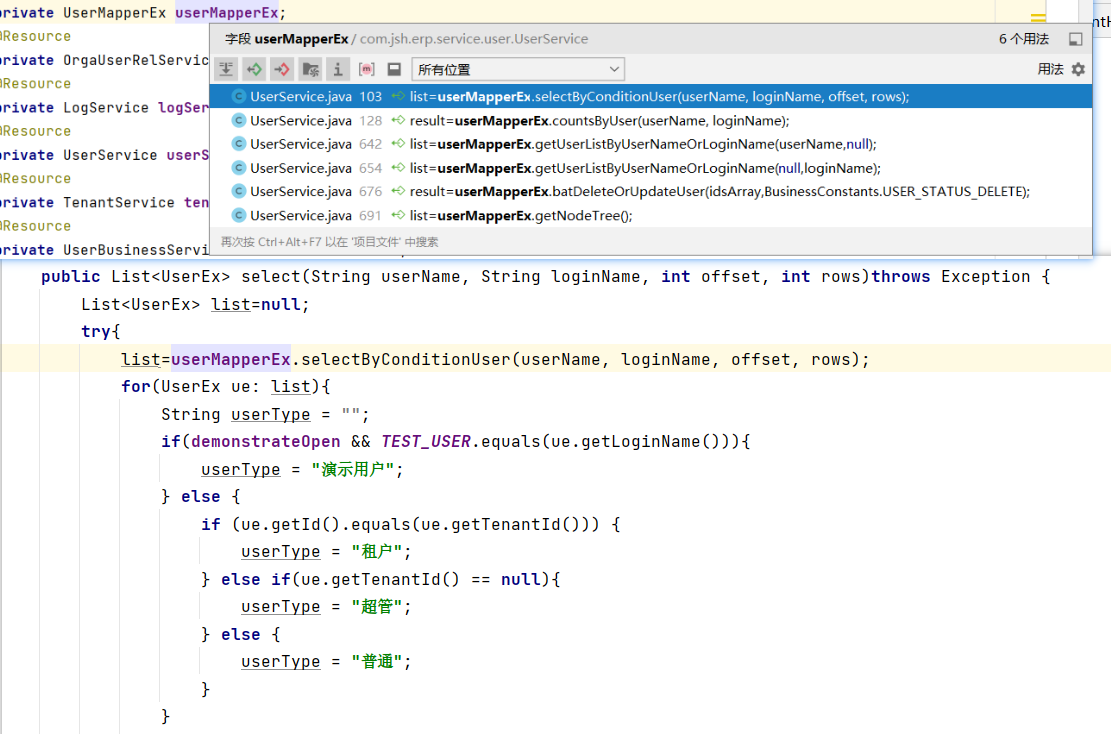 private UserMapperEx userMapperEx;
@Resource
private OrgaUserRelServic
@Resource
private LogService logSer
@Resource
private UserService userS
@Resource
private TenantService ten
@Resource
private UserBusinessServi
字段 userMapperEx / com.jsh.erp.service.user.UserService 6 个用法
所有位置 用法
UserService.java 103 list=userMapperEx.selectByConditionUser(userName, loginName, offset, rows);
UserService.java 128 result=userMapperEx.countsByUser(userName, loginName);
UserService.java 642 list=userMapperEx.getUserListByUserNameOrLoginName(userName,null);
UserService.java 654 list=userMapperEx.getUserListByUserNameOrLoginName(null,loginName);
UserService.java 676 result=userMapperEx.batDeleteOrUpdateUser(idsArray,BusinessConstants.USER_STATUS_DELETE);
UserService.java 691 list=userMapperEx.getNodeTree();
再次按 Ctrl+Alt+F7 以在 '项目文件' 中搜索
public List<UserEx> select(String userName, String loginName, int offset, int rows)throws Exception {
List<UserEx> list=null;
try{
list=userMapperEx.selectByConditionUser(userName, loginName, offset, rows);
for(UserEx ue: list){
String userType = "";
if(demonstrateOpen && TEST_USER.equals(ue.getLoginName())){
userType = "演示用户";
} else {
if (ue.getId().equals(ue.getTenantId())) {
userType = "租户";
} else if(ue.getTenantId() == null){
userType = "超管";
} else {
userType = "普通";
}
}